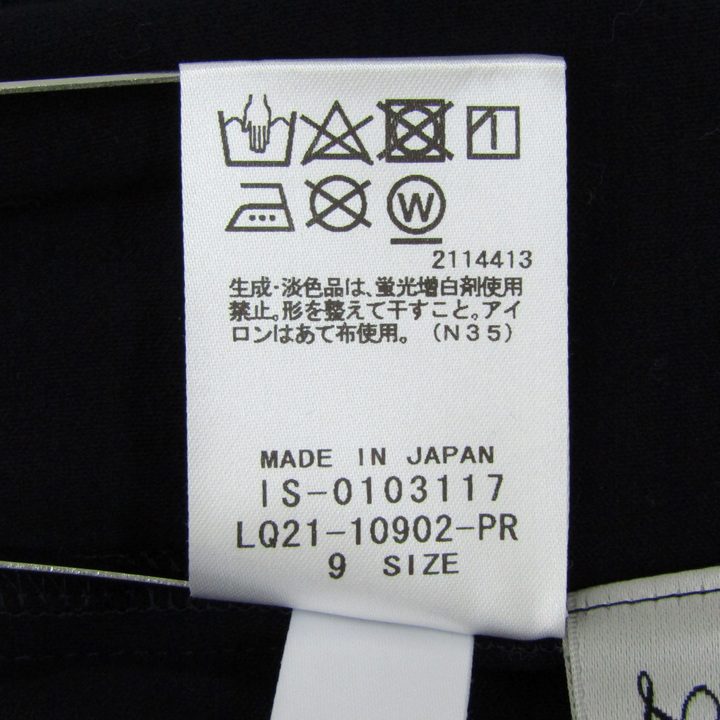 W
2114413
生成・淡色品は、蛍光増白剤使用
禁止。形を整えて干すこと。アイ
ロンはあて布使用。（N35）
MADE IN JAPAN
IS-0103117
LQ21-10902-PR
9 SIZE